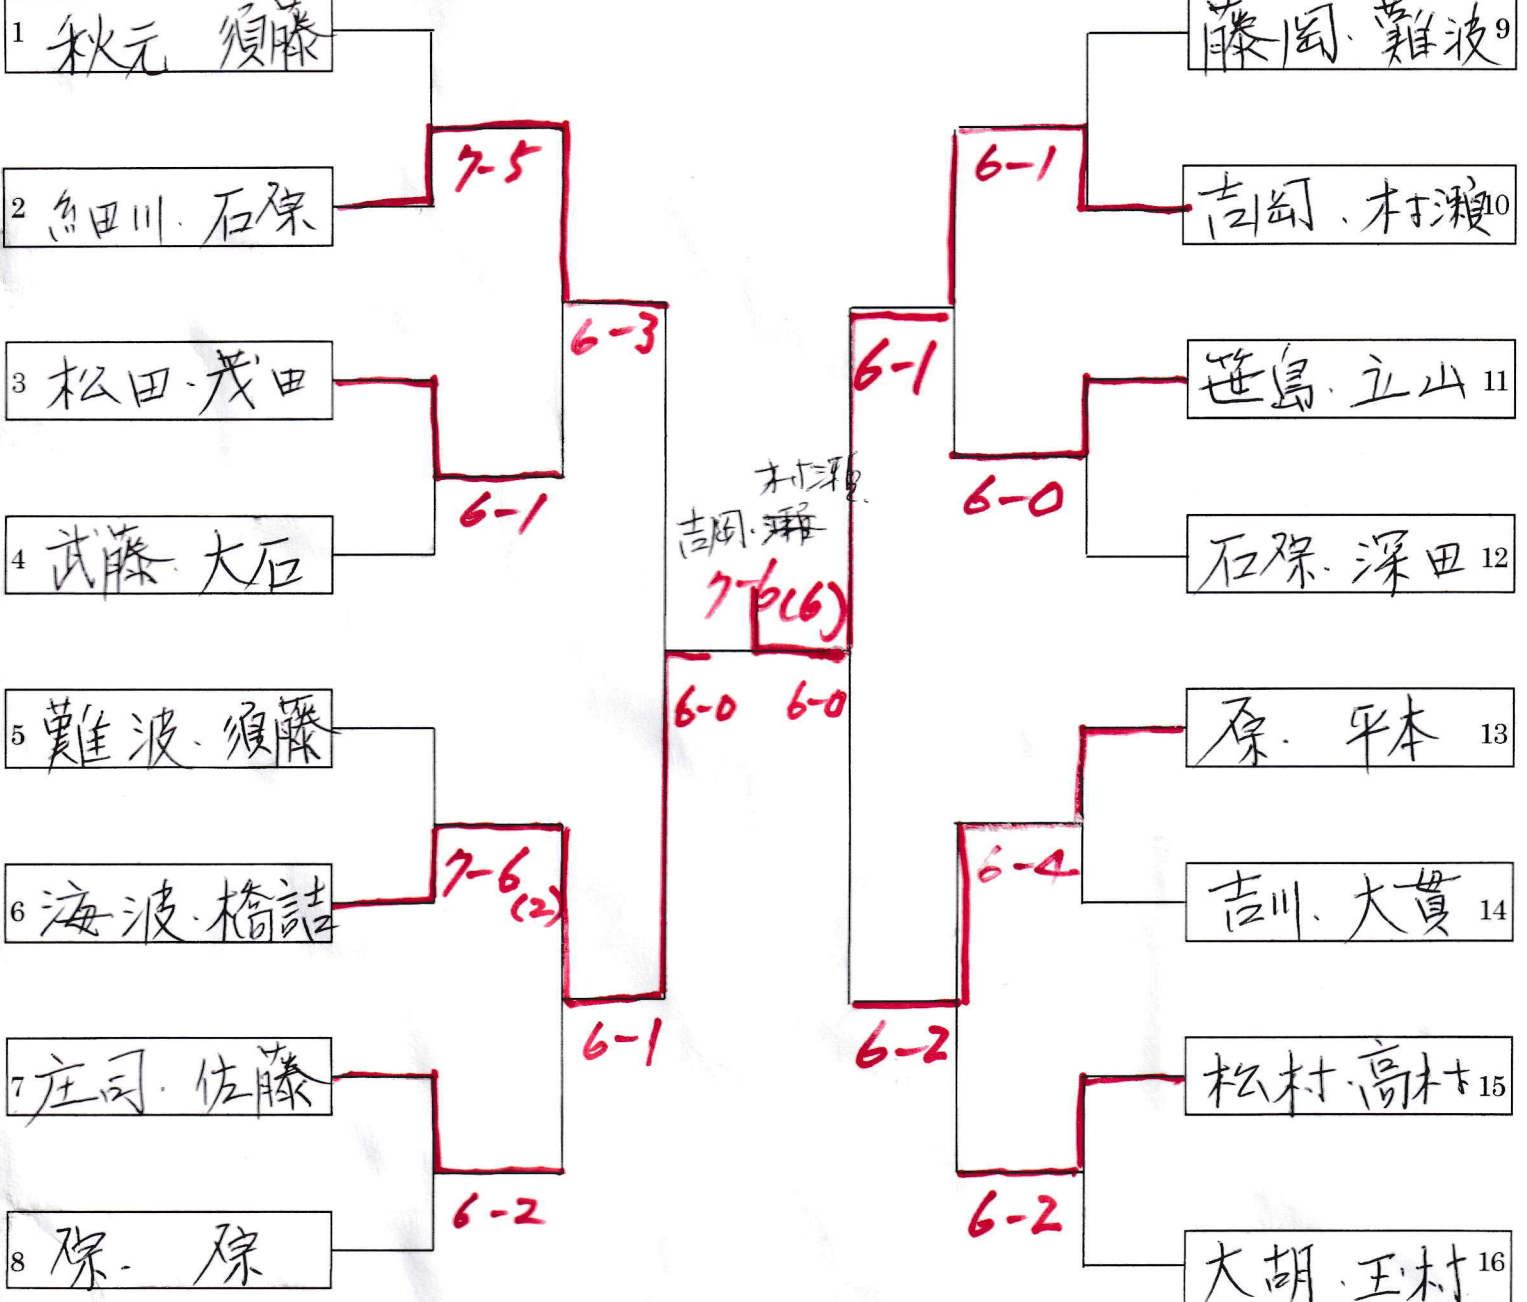 1 秋元 須藤
2 細田川・石原
3 松田・茂田
4 武藤・大石
5 難波・須藤
6 海波・橋詰
7 庄司・佐藤
8 原・原
7-5
6-3
6-1
7-6
(2)
6-1
6-2
村瀬
吉岡・
7-6(6)
6-0 6-0
6-1
6-1
6-0
6-4
6-2
6-2
藤岡・難波 9
吉岡・村瀬 10
笹島・立山 11
石原・深田 12
原・平本 13
吉川・大貫 14
松村・高村 15
大胡・玉村 16